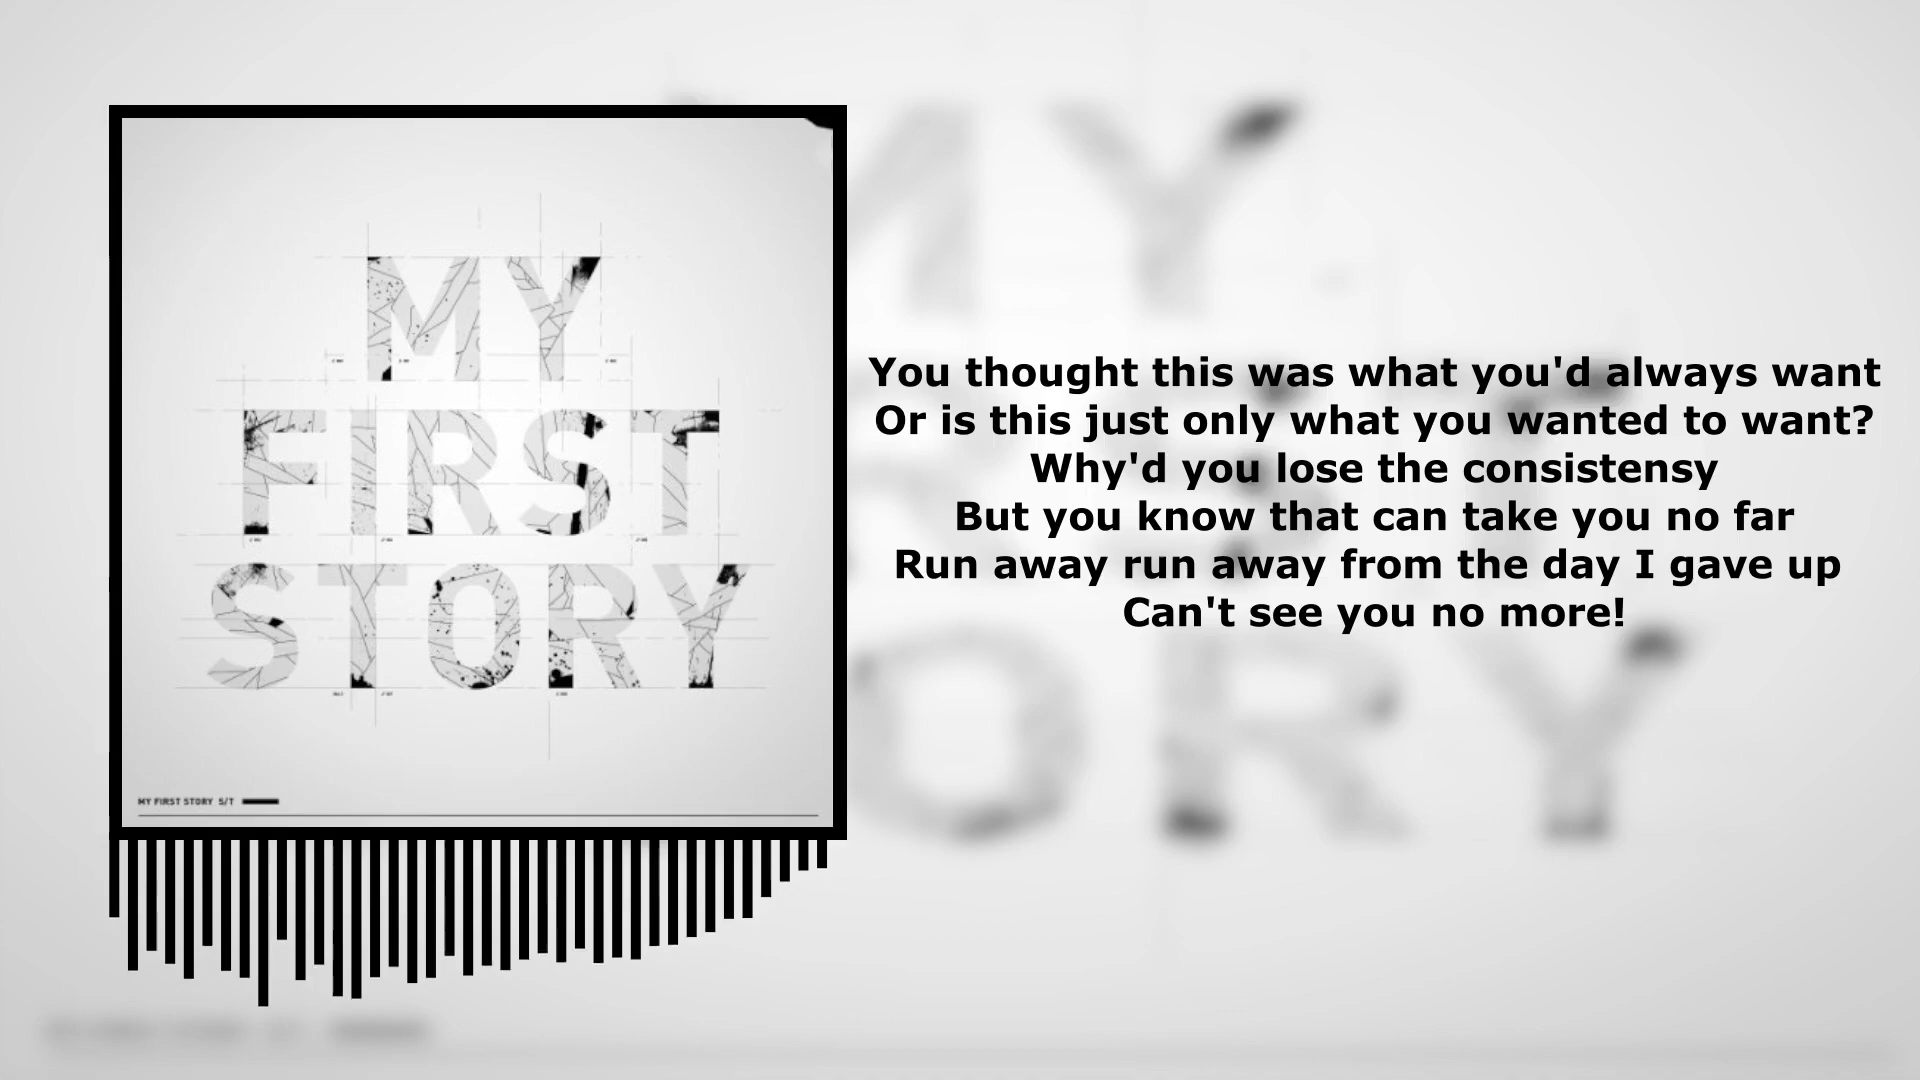 MY
FIRST
STORY
MY FIRST STORY S/T
You thought this was what you'd always want
Or is this just only what you wanted to want?
Why'd you lose the consistensy
But you know that can take you no far
Run away run away from the day I gave up
Can't see you no more!